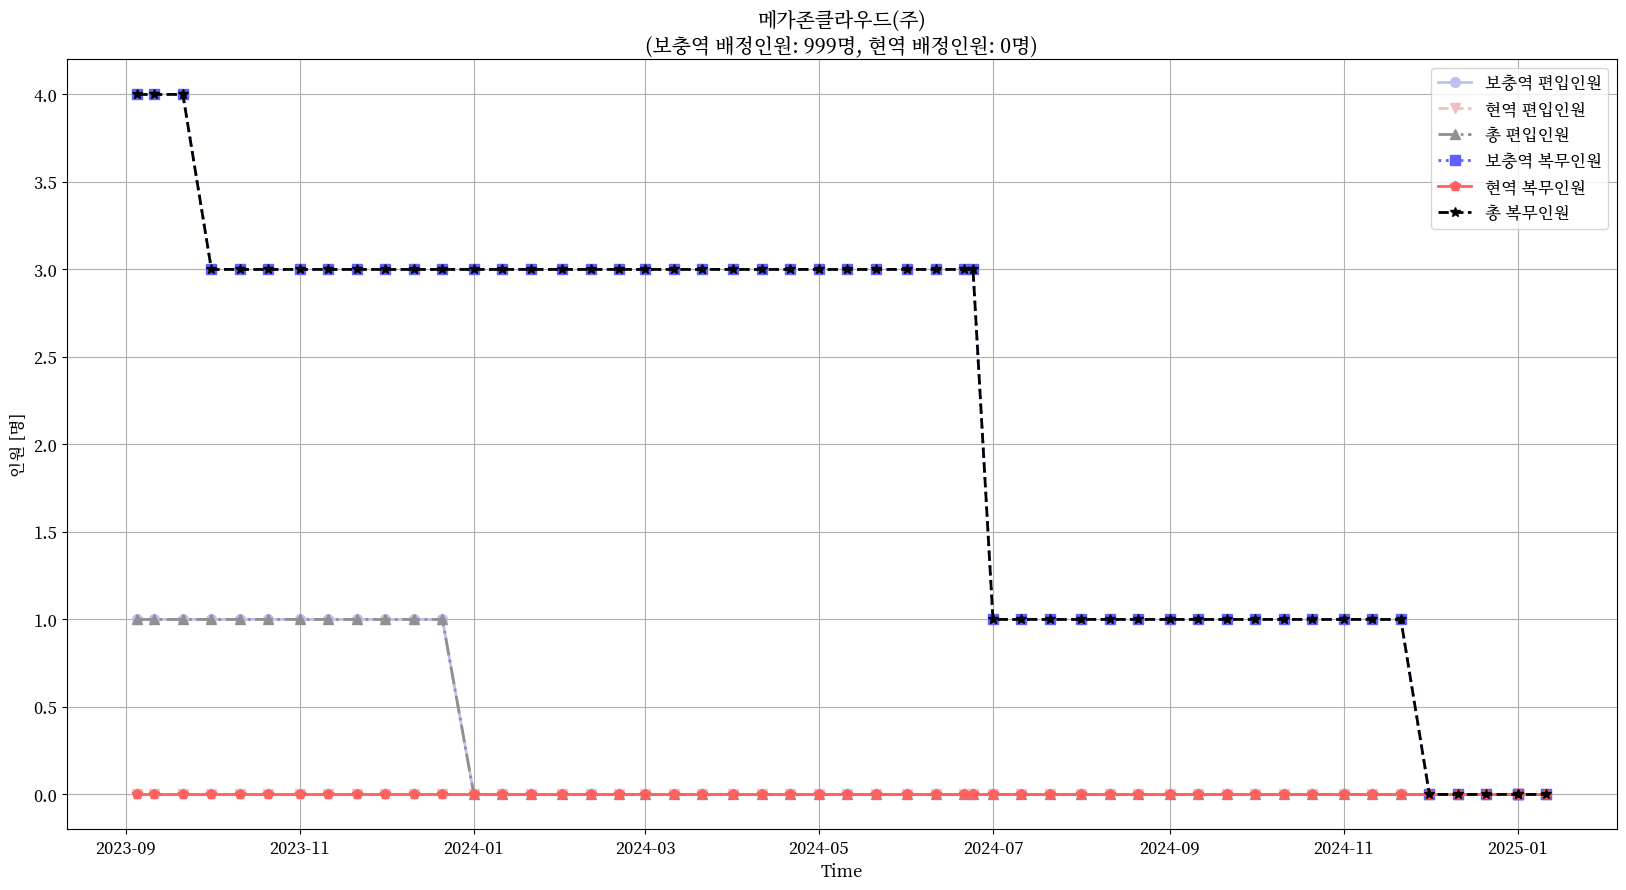 메가존클라우드(주)
(보충역 배정인원: 999명, 현역 배정인원: 0명)
보충역 편입인원
현역 편입인원
총 편입인원
보충역 복무인원
현역 복무인원
총 복무인원
4.0
3.5
3.0
2.5
2.0
1.5
1.0
0.5
0.0
인원 [명]
2023-09 2023-11 2024-01 2024-03 2024-05 2024-07 2024-09 2024-11 2025-01
Time